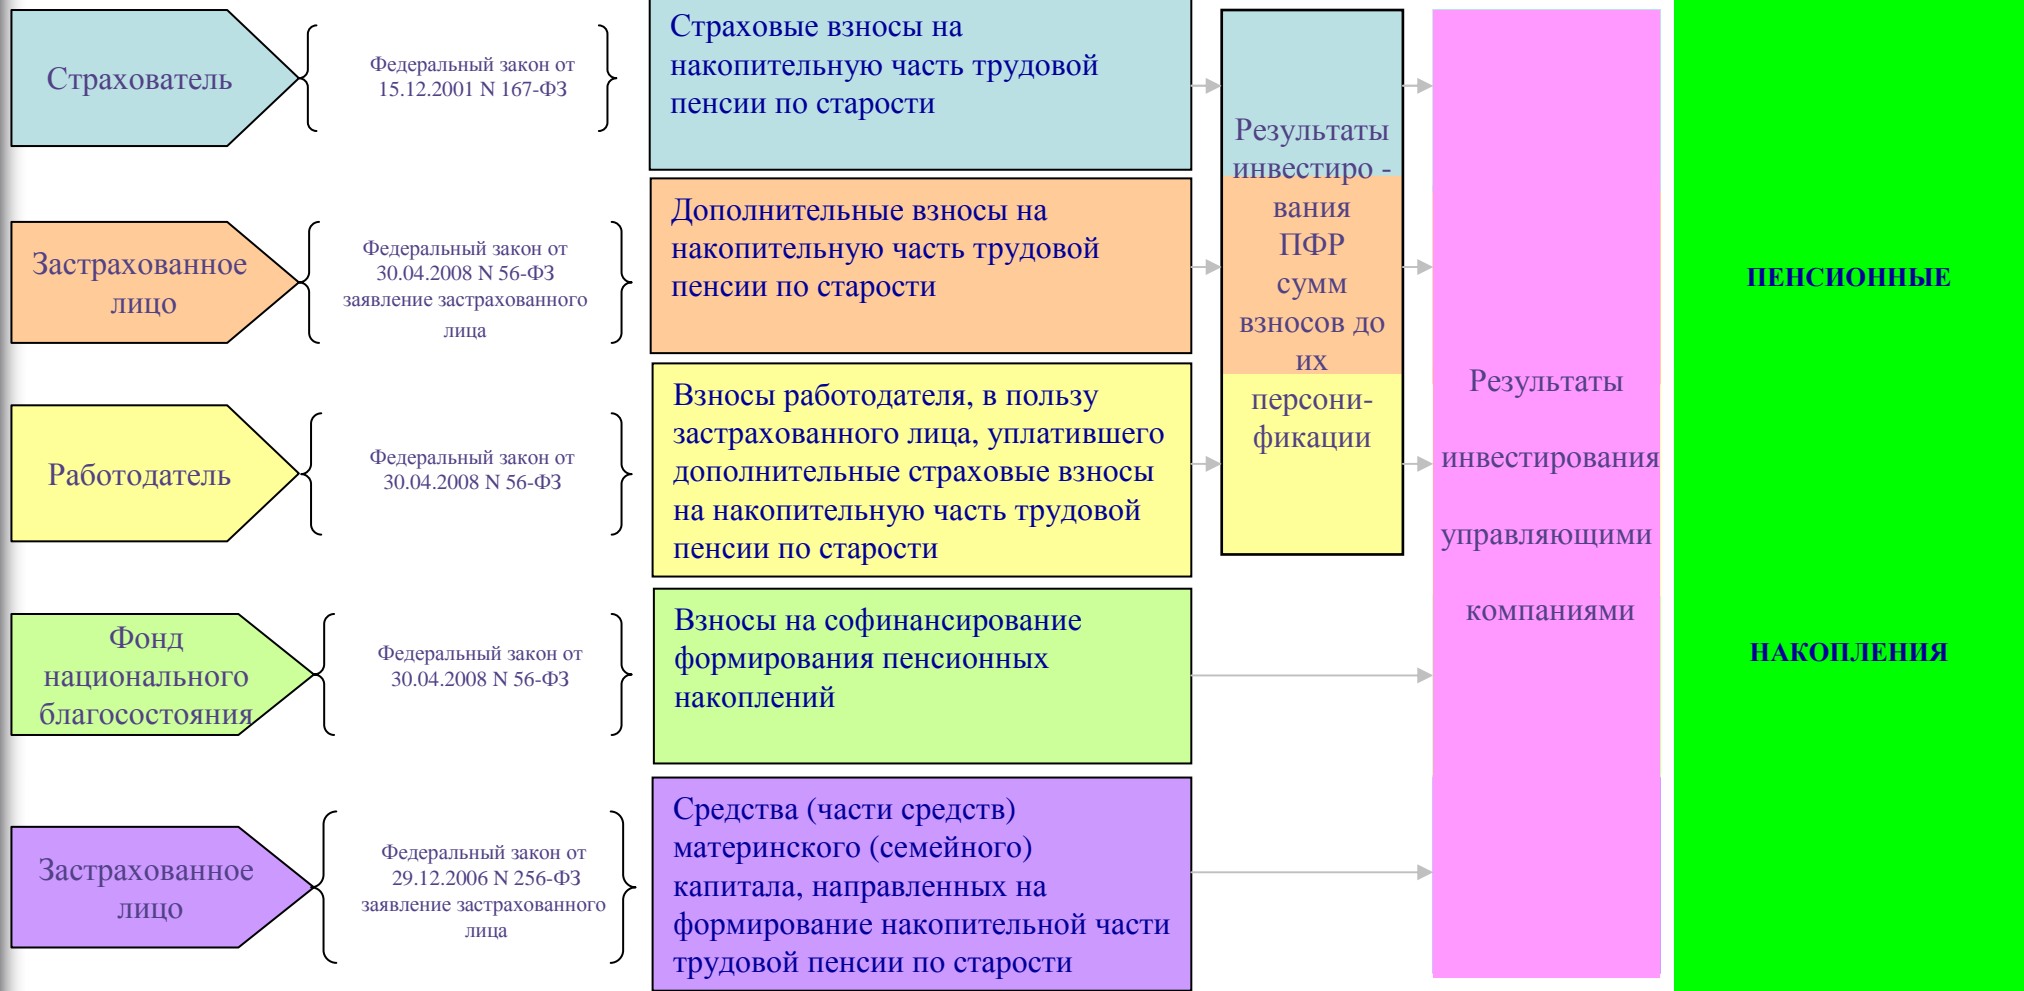 Страхователь
Федеральный закон от
15.12.2001 N 167-ФЗ
Страховые взносы на
накопительную часть трудовой
пенсии по старости
Застрахованное
лицо
Федеральный закон от
30.04.2008 N 56-ФЗ
заявление застрахованного
лица
Дополнительные взносы на
накопительную часть трудовой
пенсии по старости
Работодатель
Федеральный закон от
30.04.2008 N 56-ФЗ
Взносы работодателя, в пользу
застрахованного лица, уплатившего
дополнительные страховые взносы
на накопительную часть трудовой
пенсии по старости
Фонд
национального
благосостояния
Федеральный закон от
30.04.2008 N 56-ФЗ
Взносы на софинансирование
формирования пенсионных
накоплений
Застрахованное
лицо
Федеральный закон от
29.12.2006 N 256-ФЗ
заявление застрахованного
лица
Средства (части средств)
материнского (семейного)
капитала, направленных на
формирование накопительной части
трудовой пенсии по старости
Результаты
инвестиро -
вания
ПФР
сумм
взносов до
их
персони-
фикации
Результаты
инвестирования
управляющими
компаниями
ПЕНСИОННЫЕ
НАКОПЛЕНИЯ